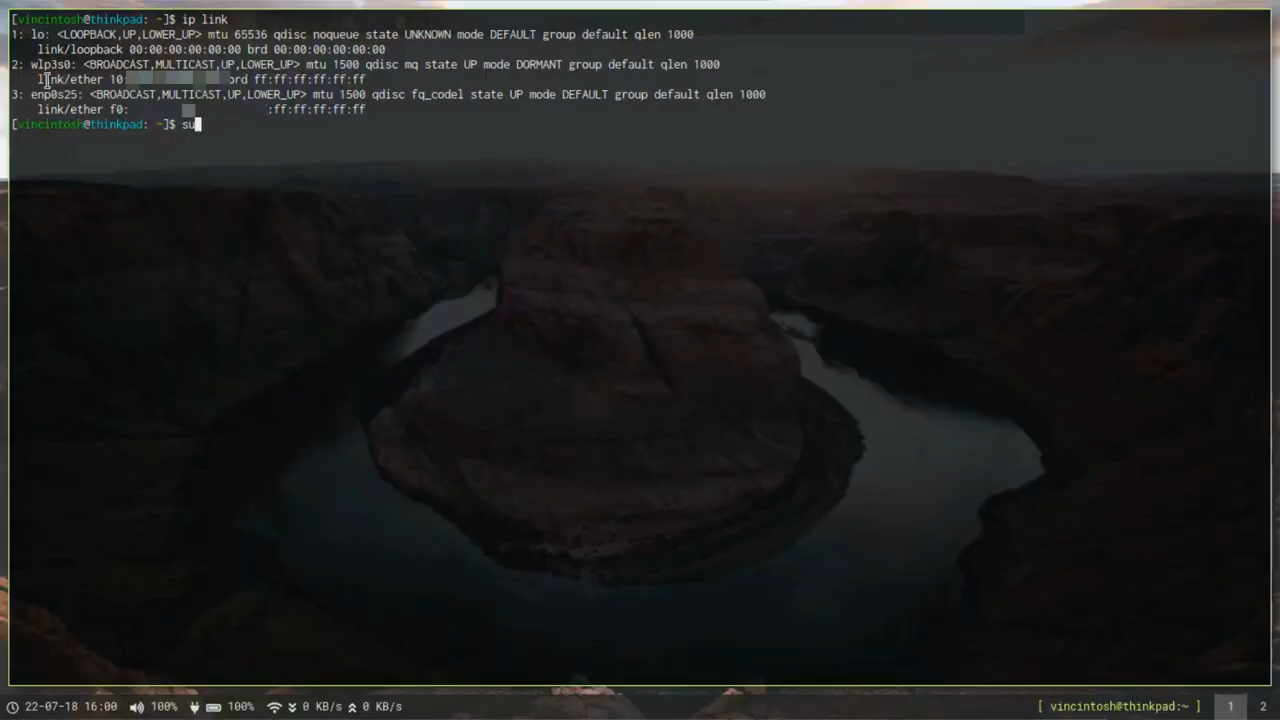 [vincintosh@thinkpad: ~]$ ip link
1: lo: <LOOPBACK,UP,LOWER_UP> mtu 65536 qdisc noqueue state UNKNOWN mode DEFAULT group default qlen 1000
link/loopback 00:00:00:00:00:00 brd 00:00:00:00:00:00
2: wlp3s0: <BROADCAST,MULTICAST,UP,LOWER_UP> mtu 1500 qdisc mq state UP mode DORMANT group default qlen 1000
link/ether 10: brd ff:ff:ff:ff:ff:ff
3: enp0s25: <BROADCAST,MULTICAST,UP,LOWER_UP> mtu 1500 qdisc fq_codel state UP mode DEFAULT group default qlen 1000
link/ether f0: :ff:ff:ff:ff:ff
[vincintosh@thinkpad: ~]$ su
22-07-18 16:00 100% 100% 0 KB/s 0 KB/s [ vincintosh@thinkpad:~ ] 1 2